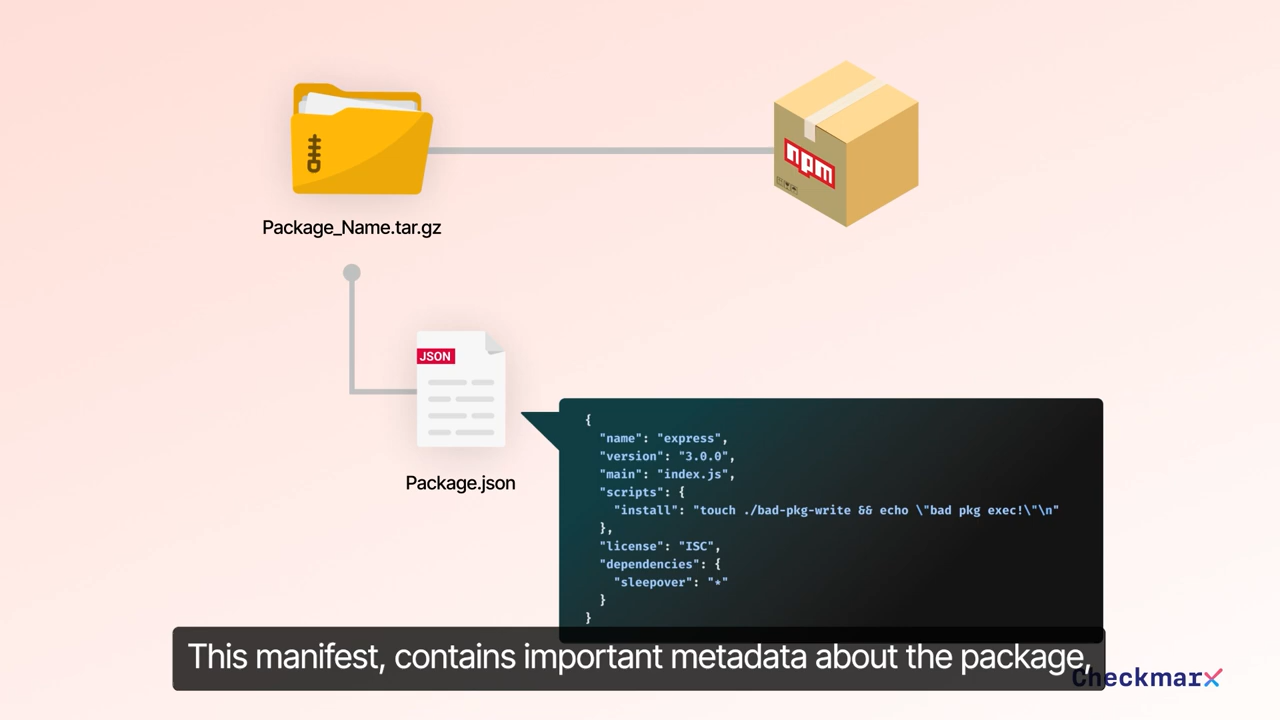 npm
Package_Name.tar.gz
JSON
Package.json
{
"name": "express",
"version": "3.0.0",
"main": "index.js",
"scripts": {
"install": "touch ./bad-pkg-write && echo \"bad pkg exec!\"\n"
},
"license": "ISC",
"dependencies": {
"sleepover": "*"
}
}
This manifest, contains important metadata about the package,
Checkmarx